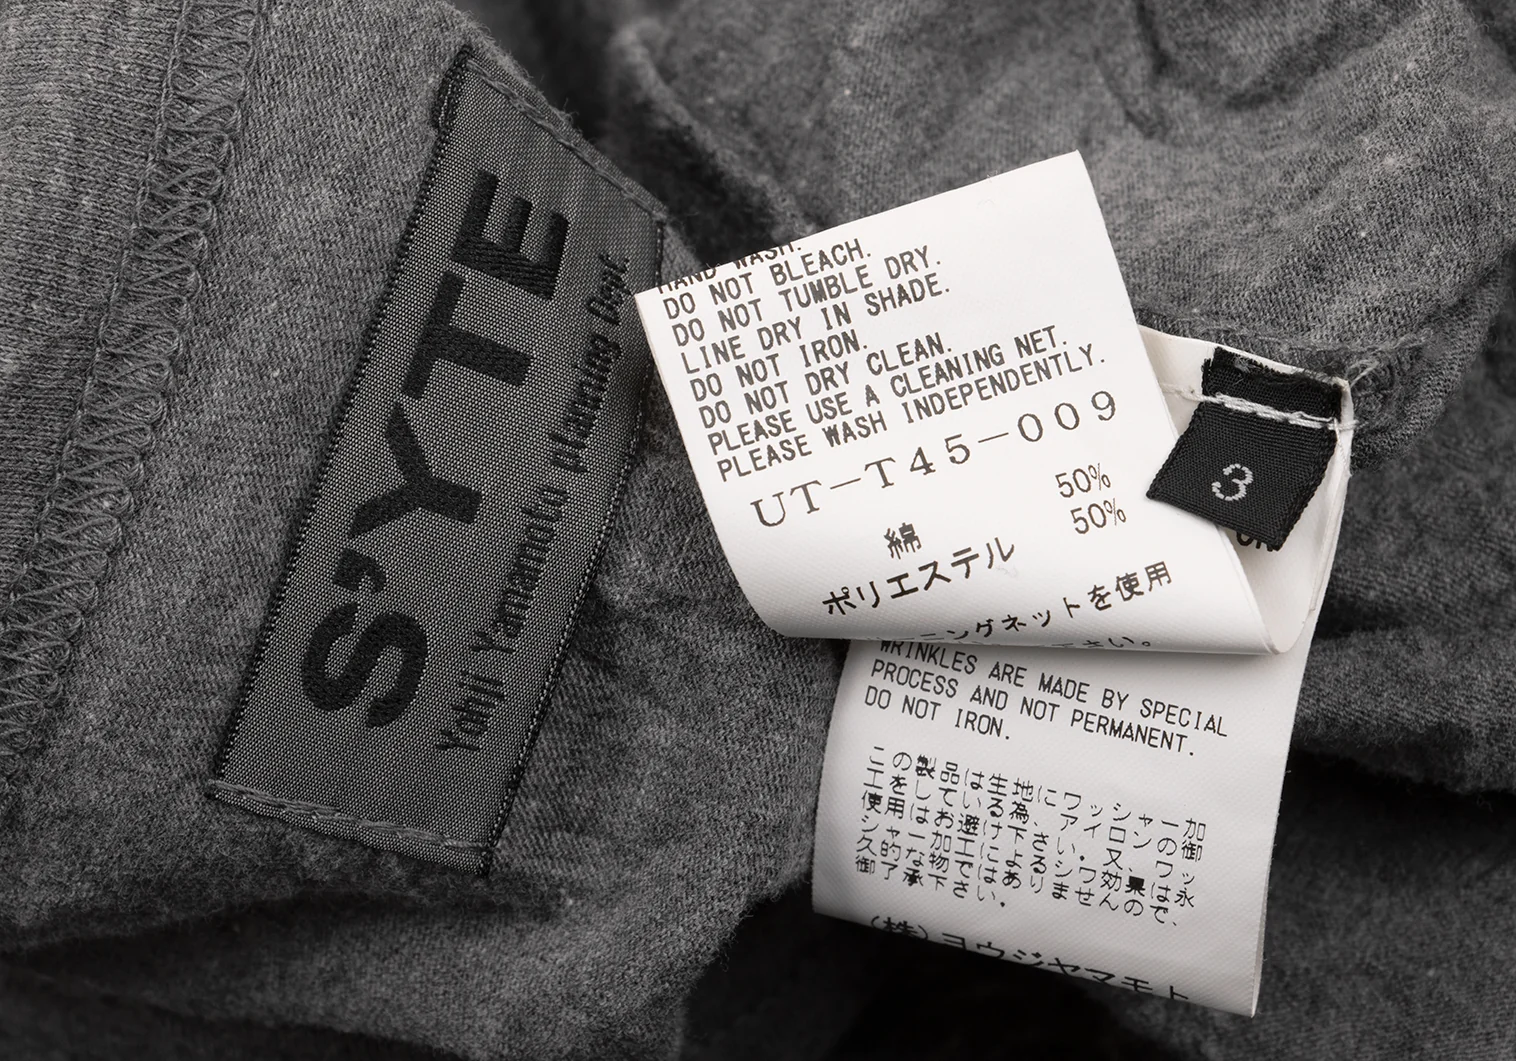 S'YTE
Yohji Yamamoto planning Dept.
HAND WASH.
DO NOT BLEACH.
DO NOT TUMBLE DRY.
LINE DRY IN SHADE.
DO NOT IRON.
DO NOT DRY CLEAN.
PLEASE USE A CLEANING NET.
PLEASE WASH INDEPENDENTLY.
UT-T45-009
綿 50%
ポリエステル 50%
ニングネットを使用
さい。
3
WRINKLES ARE MADE BY SPECIAL
PROCESS AND NOT PERMANENT.
DO NOT IRON.
この製品は生地にワッシャー加
工をしている為、アイロンの御
使用はお避け下さい。又、ワッ
シャー加工によるシワ効果は永
久的な物ではありませんので、
御了承下さい。
(株)ヨウジヤマモト